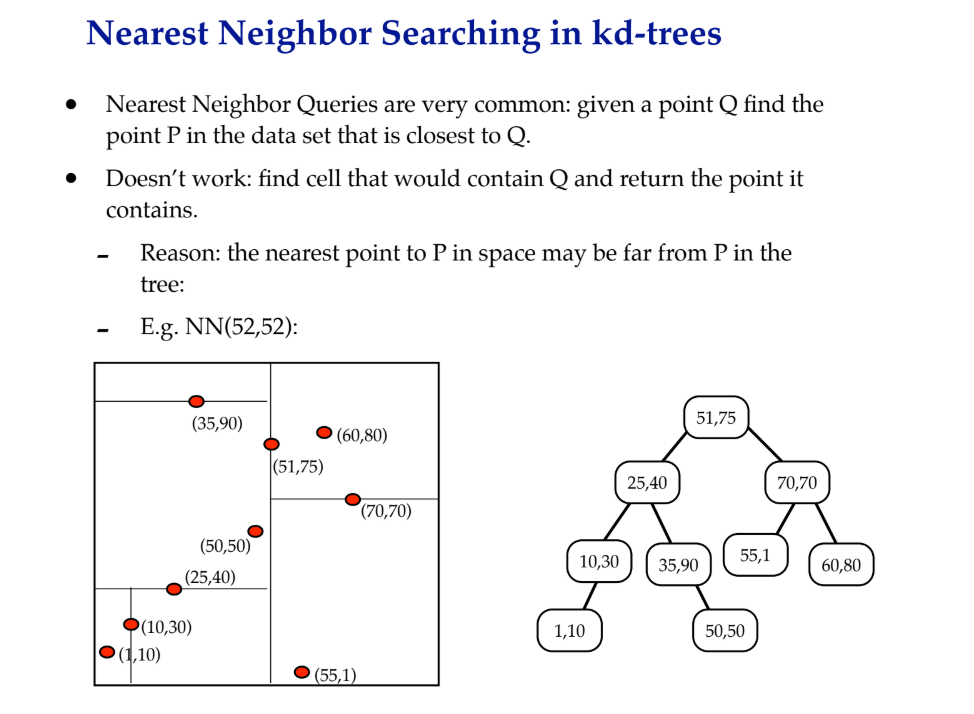 Nearest Neighbor Searching in kd-trees
• Nearest Neighbor Queries are very common: given a point Q find the
point P in the data set that is closest to Q.
• Doesn't work: find cell that would contain Q and return the point it
contains.
- Reason: the nearest point to P in space may be far from P in the
tree:
- E.g. NN(52,52):
(35,90)
(60,80)
(51,75)
(70,70)
(50,50)
(25,40)
(10,30)
(1,10)
(55,1)
51,75
25,40
70,70
10,30
35,90
55,1
60,80
1,10
50,50